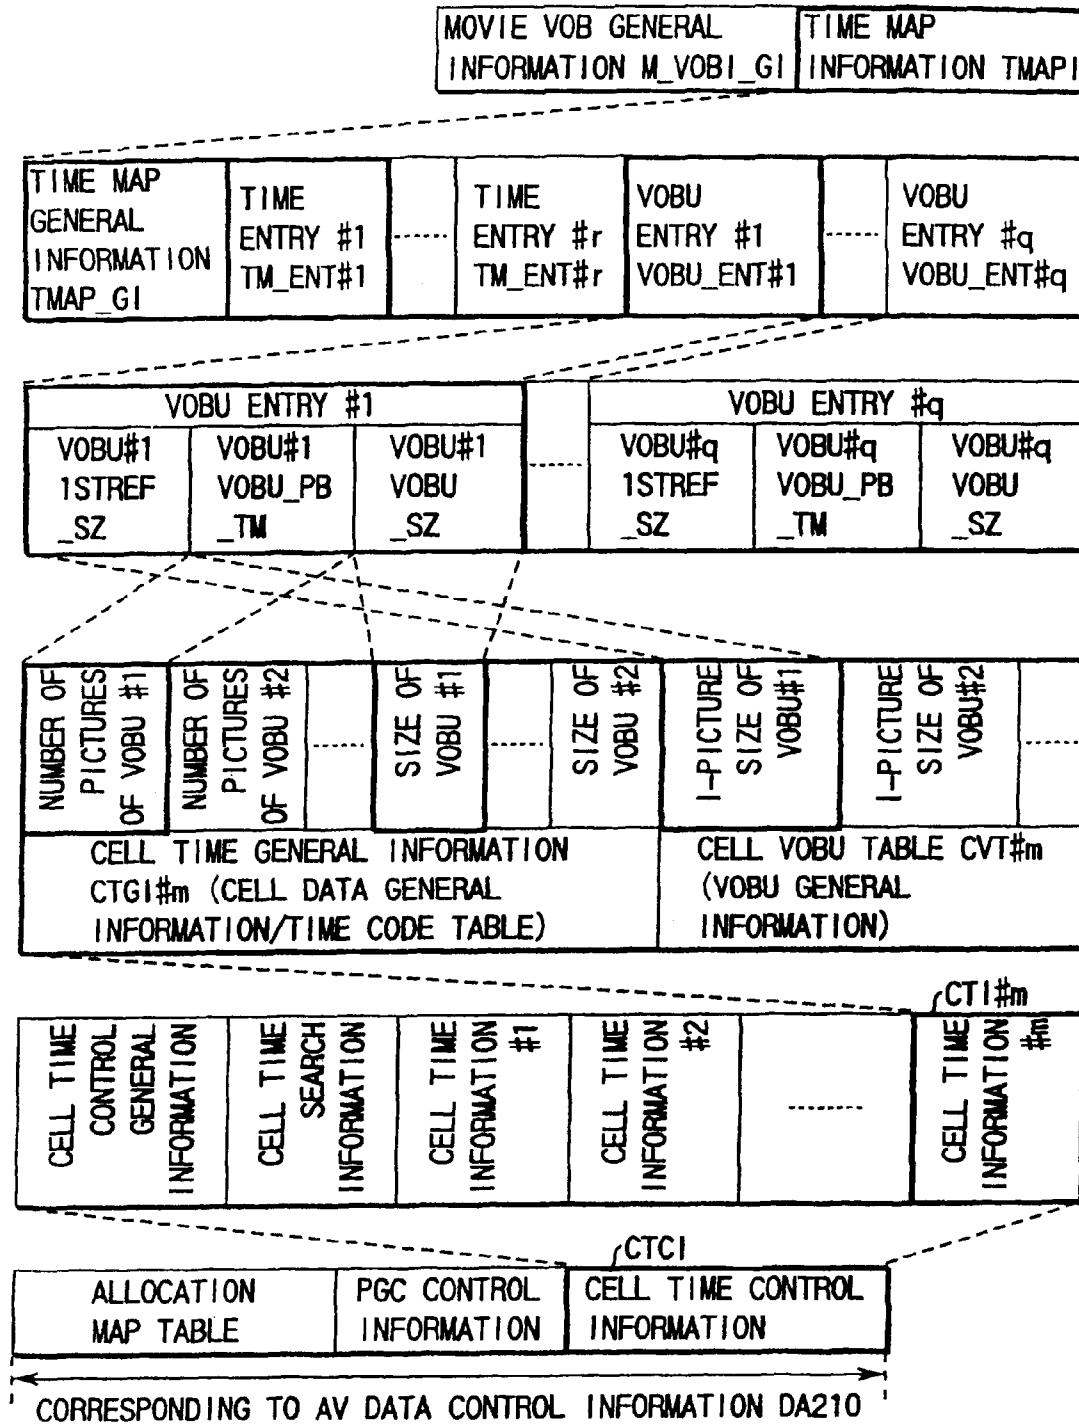 MOVIE VOB GENERAL
INFORMATION M_VOBI_GI
TIME MAP
INFORMATION TMAPI
TIME MAP
GENERAL
INFORMATION
TMAP_GI
TIME
ENTRY #1
TM_ENT#1
TIME
ENTRY #r
TM_ENT#r
VOBU
ENTRY #1
VOBU_ENT#1
VOBU
ENTRY #q
VOBU_ENT#q
VOBU ENTRY #1
VOBU#1
1STREF
_SZ
VOBU#1
VOBU_PB
_TM
VOBU#1
VOBU
_SZ
VOBU ENTRY #q
VOBU#q
1STREF
_SZ
VOBU#q
VOBU_PB
_TM
VOBU#q
VOBU
_SZ
NUMBER OF
PICTURES
OF VOBU #1
NUMBER OF
PICTURES
OF VOBU #2
SIZE OF
VOBU #1
SIZE OF
VOBU #2
I-PICTURE
SIZE OF
VOBU#1
I-PICTURE
SIZE OF
VOBU#2
CELL TIME GENERAL INFORMATION
CTGI#m (CELL DATA GENERAL
INFORMATION/TIME CODE TABLE)
CELL VOBU TABLE CVT#m
(VOBU GENERAL
INFORMATION)
CTI#m
CELL TIME
CONTROL
GENERAL
INFORMATION
CELL TIME
SEARCH
INFORMATION
CELL TIME
INFORMATION
#1
CELL TIME
INFORMATION
#2
CELL TIME
INFORMATION
#m
CTCI
ALLOCATION
MAP TABLE
PGC CONTROL
INFORMATION
CELL TIME CONTROL
INFORMATION
CORRESPONDING TO AV DATA CONTROL INFORMATION DA210